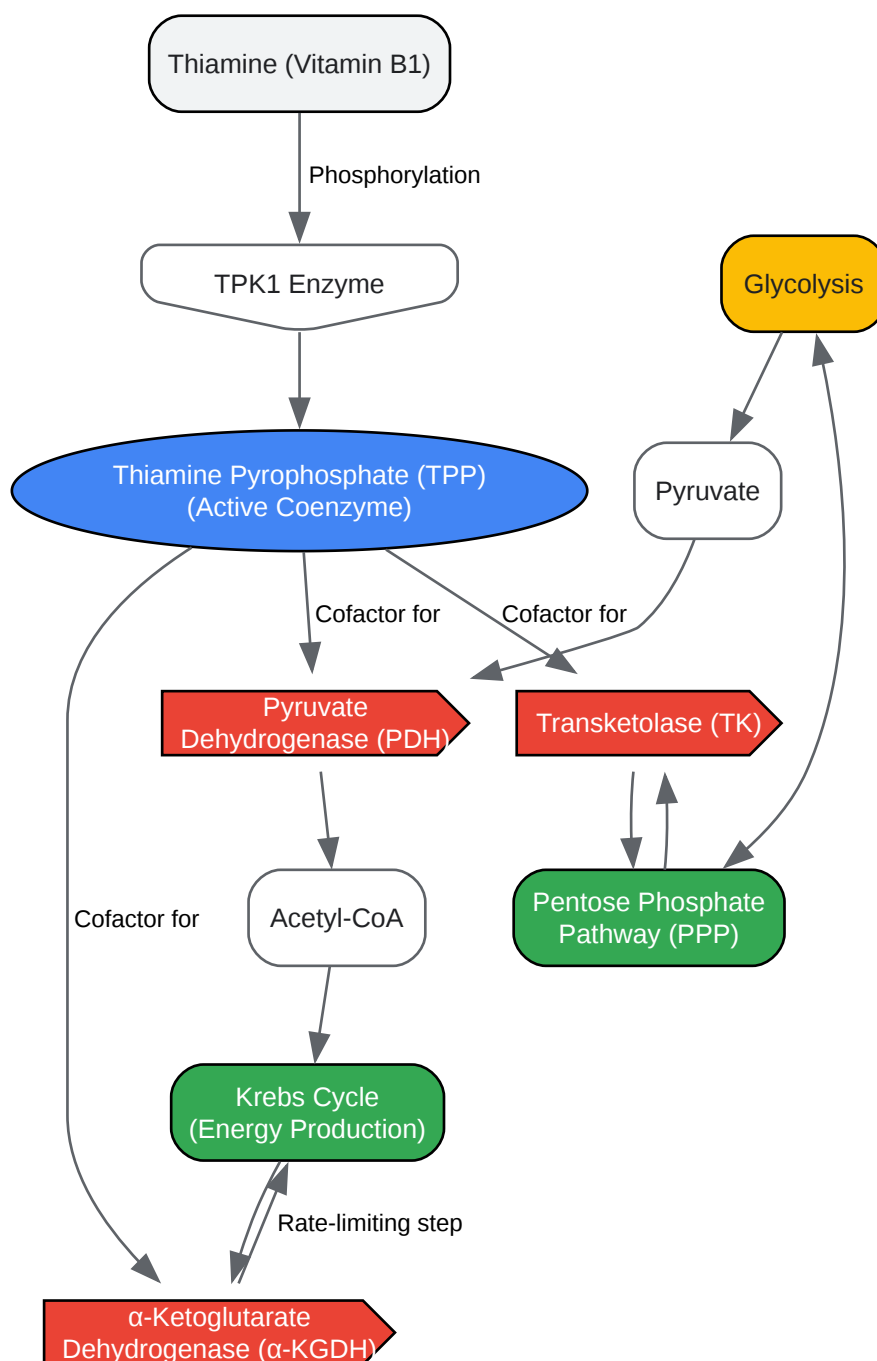 Thiamine (Vitamin B1)
Phosphorylation
TPK1 Enzyme
Glycolysis
Thiamine Pyrophosphate (TPP)
(Active Coenzyme)
Pyruvate
Cofactor for
Cofactor for
Pyruvate
Dehydrogenase (PDH)
Transketolase (TK)
Cofactor for
Acetyl-CoA
Pentose Phosphate
Pathway (PPP)
Krebs Cycle
(Energy Production)
Rate-limiting step
α-Ketoglutarate
Dehydrogenase (α-KGDH)